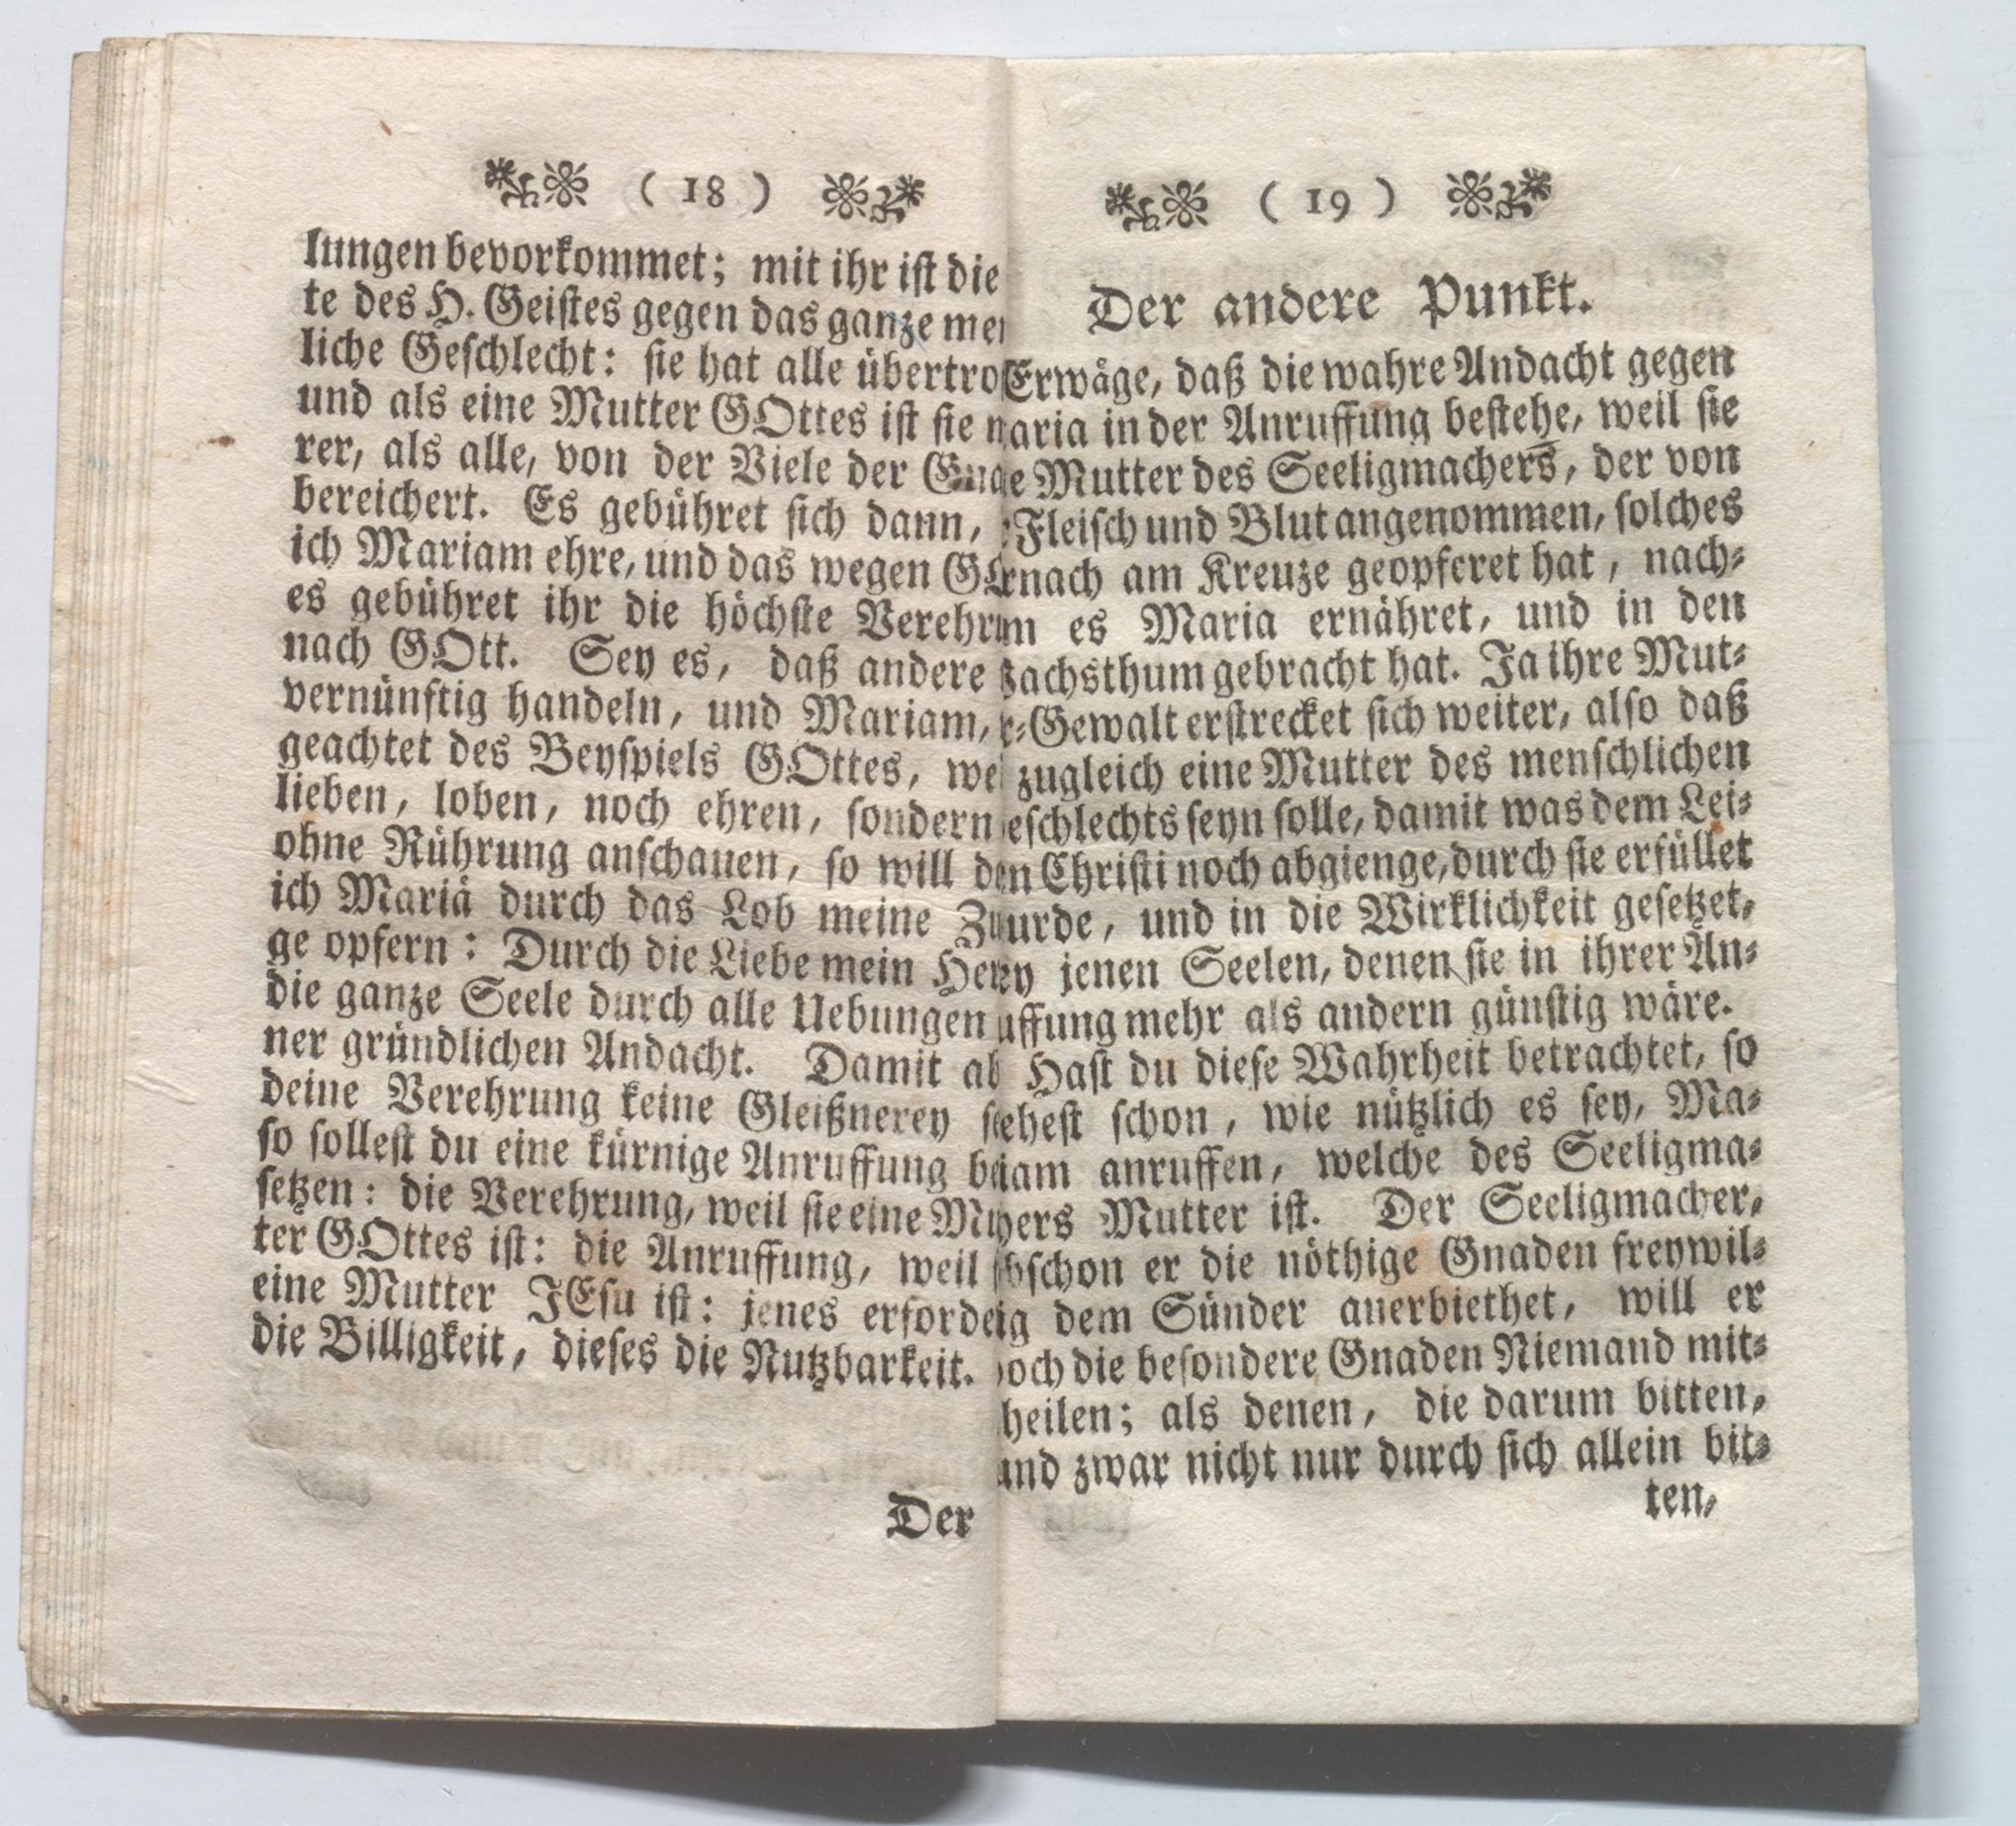 ( 18 )
lungen bevorkommet; mit ihr ist die
te des H. Geistes gegen das ganze
liche Geschlecht: sie hat alle
und als eine Mutter GOttes ist sie
rer, als alle, von der Viele der
bereichert. Es gebühret sich dann,
ich Mariam ehre, und das wegen
es gebühret ihr die höchste
nach GOtt. Sey es, daß andere
vernünftig handeln, und Mariam,
geachtet des Beyspiels GOttes,
lieben, loben, noch ehren, sondern
ohne Rührung anschauen, so will
ich Mariä durch das Lob meine
ge opfern: Durch die Liebe mein
die ganze Seele durch alle Uebungen
ner gründlichen Andacht. Damit
deine Verehrung keine Gleißnerey
so sollest du eine kürnige Anruffung
setzen: die Verehrung, weil sie eine
ter GOttes ist: die Anruffung, weil
eine Mutter JEsu ist: jenes
die Billigkeit, dieses die Nutzbarkeit.
Der
( 19 )
Der andere Punkt.
Erwäge, daß die wahre Andacht gegen
aria in der Anruffung bestehe, weil sie
e Mutter des Seeligmachers, der von
Fleisch und Blut angenommen, solches
rnach am Kreuze geopferet hat, nach-
m es Maria ernähret, und in den
achsthum gebracht hat. Ja ihre Mut-
r-Gewalt erstrecket sich weiter, also daß
zugleich eine Mutter des menschlichen
eschlechts seyn solle, damit was dem Lei-
n Christi noch abgienge, durch sie erfüllet
urde, und in die Wirklichkeit gesetzet,
y jenen Seelen, denen sie in ihrer An-
uffung mehr als andern günstig wäre.
Hast du diese Wahrheit betrachtet, so
ehest schon, wie nützlich es sey, Ma-
iam anruffen, welche des Seeligma-
hers Mutter ist. Der Seeligmacher,
bschon er die nöthige Gnaden freywil-
ig dem Sünder anerbiethet, will er
och die besondere Gnaden Niemand mit-
heilen; als denen, die darum bitten,
und zwar nicht nur durch sich allein bit-
ten,